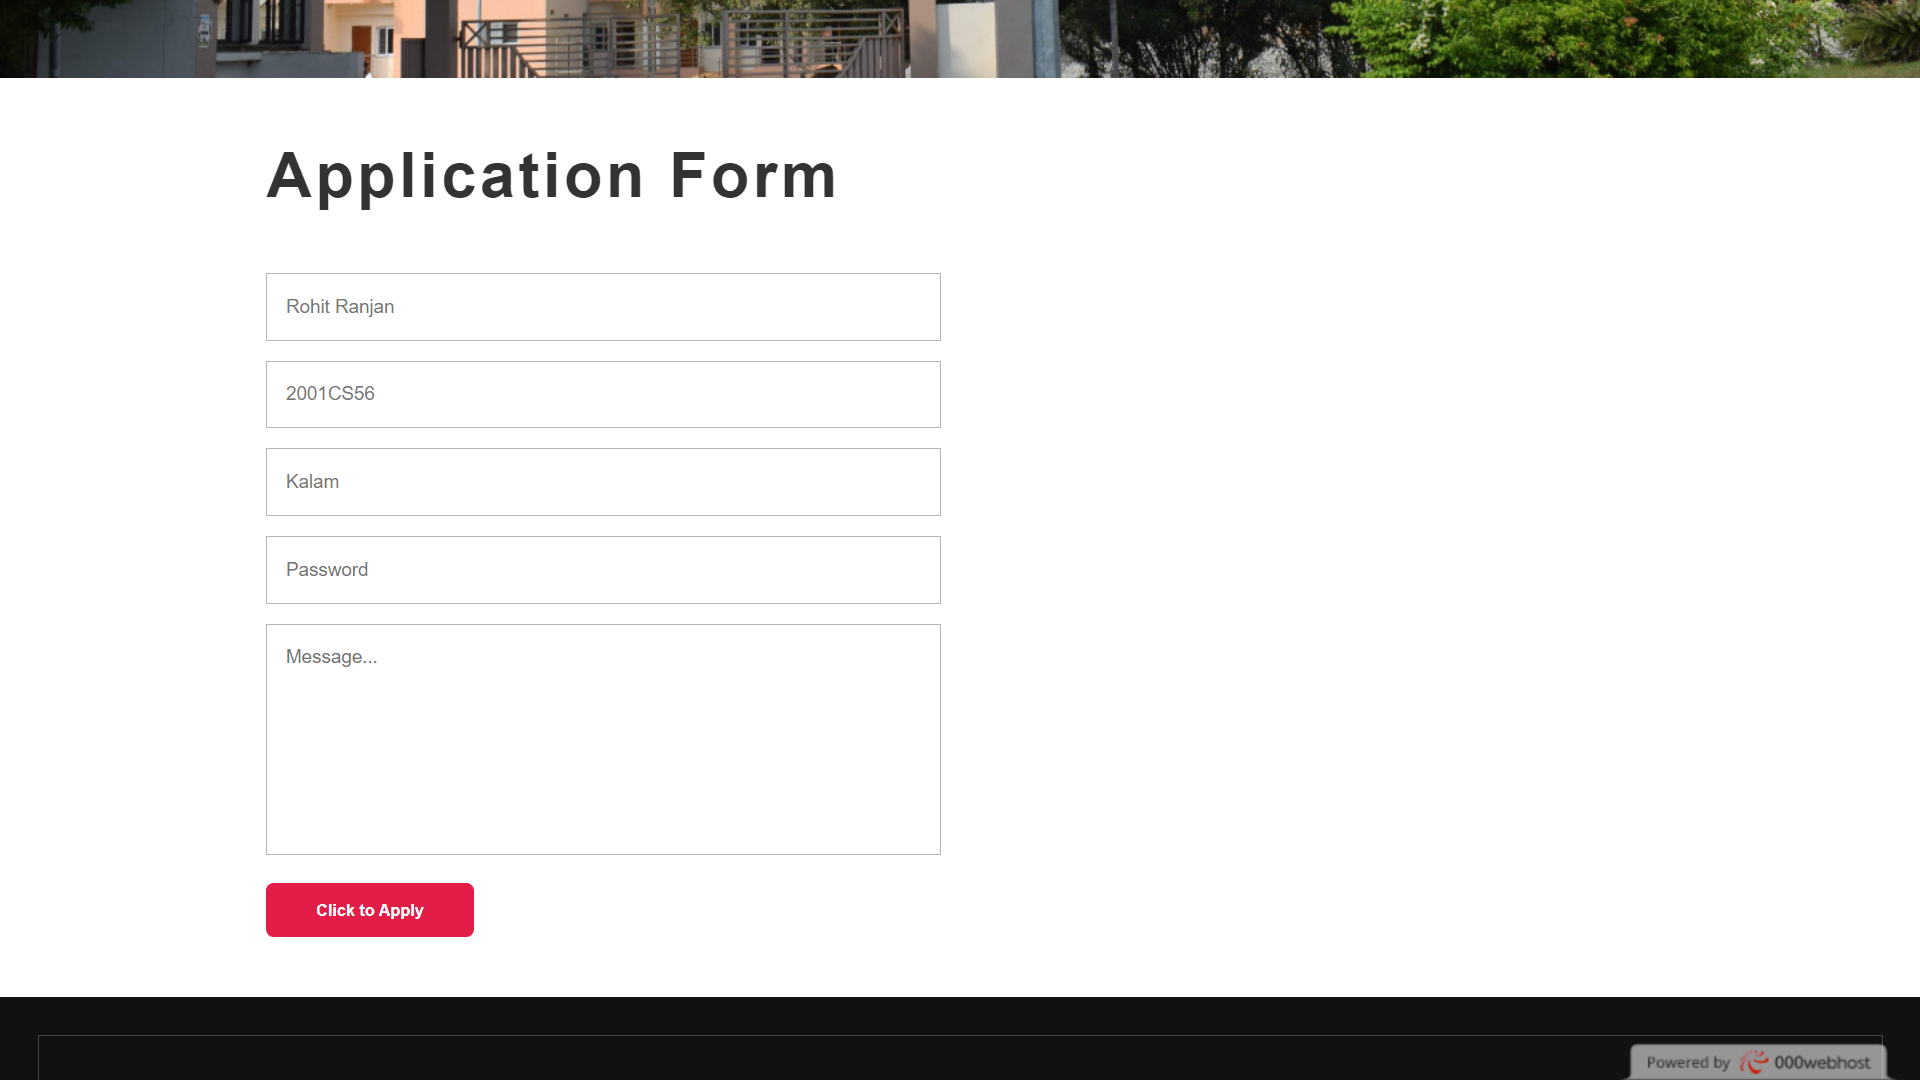 Application Form
Rohit Ranjan
2001CS56
Kalam
Password
Message...
Click to Apply
Powered by 000webhost